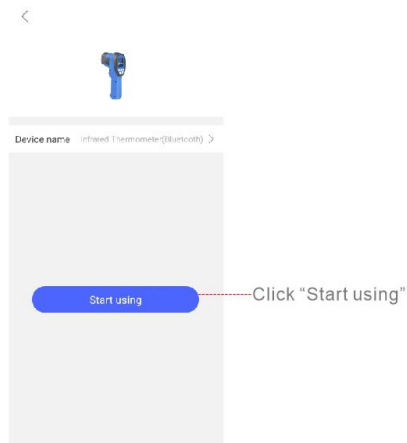 Device name Infrared Thermometer(Bluetooth)
Start using
Click “Start using”